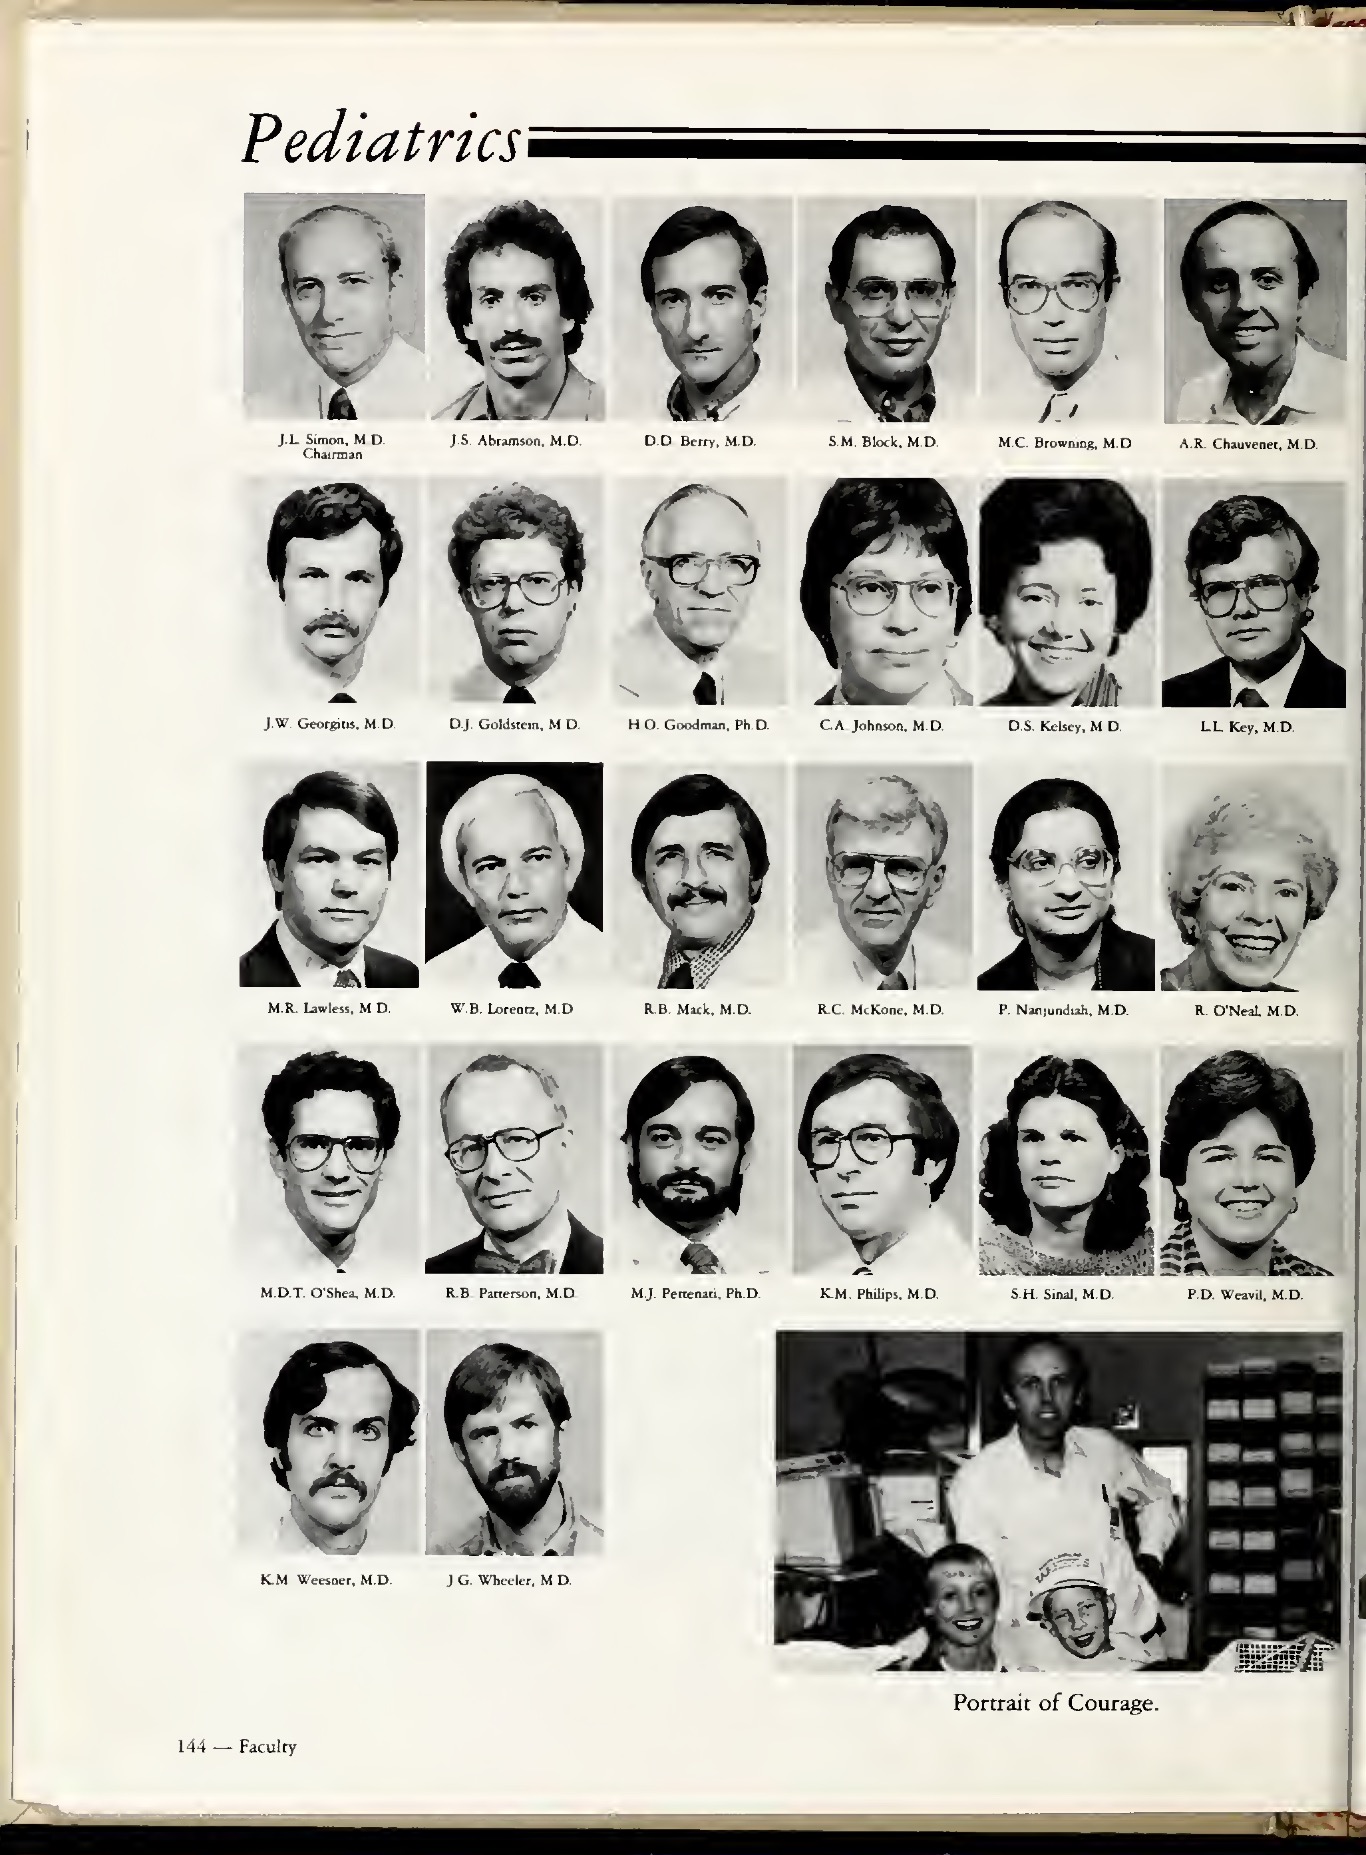 Pediatrics
J.L. Simon, M.D.
Chairman
J.S. Abramson, M.D.
D.D. Berry, M.D.
S.M. Block, M.D.
M.C. Browning, M.D.
A.R. Chauvenet, M.D.
J.W. Georgitis, M.D.
D.J. Goldstein, M.D.
H.O. Goodman, Ph.D.
C.A. Johnson, M.D.
D.S. Kelsey, M.D.
L.L. Key, M.D.
M.R. Lawless, M.D.
W.B. Lorentz, M.D.
R.B. Mack, M.D.
R.C. McKone, M.D.
P. Nanjundiah, M.D.
R. O'Neal, M.D.
M.D.T. O'Shea, M.D.
R.B. Patterson, M.D.
M.J. Pettenati, Ph.D.
K.M. Philips, M.D.
S.H. Sinal, M.D.
P.D. Weavil, M.D.
K.M. Weesner, M.D.
J.G. Wheeler, M.D.
Portrait of Courage.
144 — Faculty